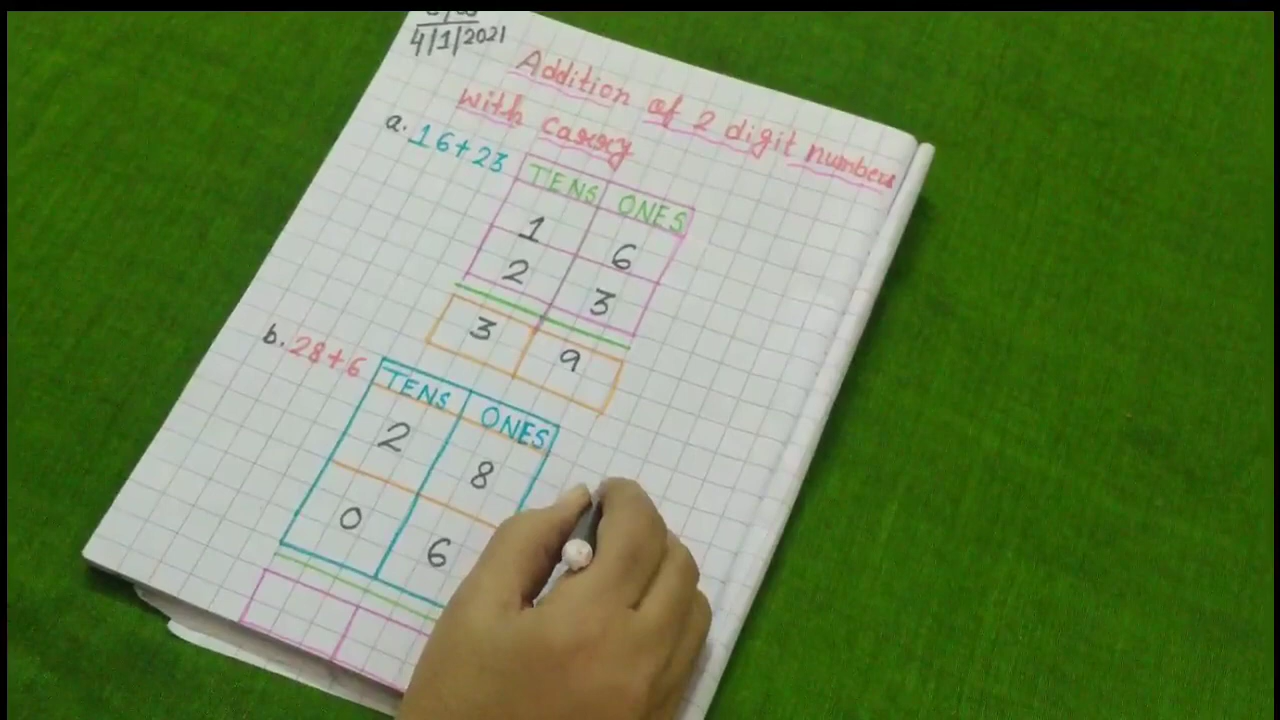 4/1/2021
Addition of 2 digit numbers
with carry
a. 16+23
TENS ONES
1 6
2 3
3 9
b. 28+6
TENS ONES
2 8
0 6